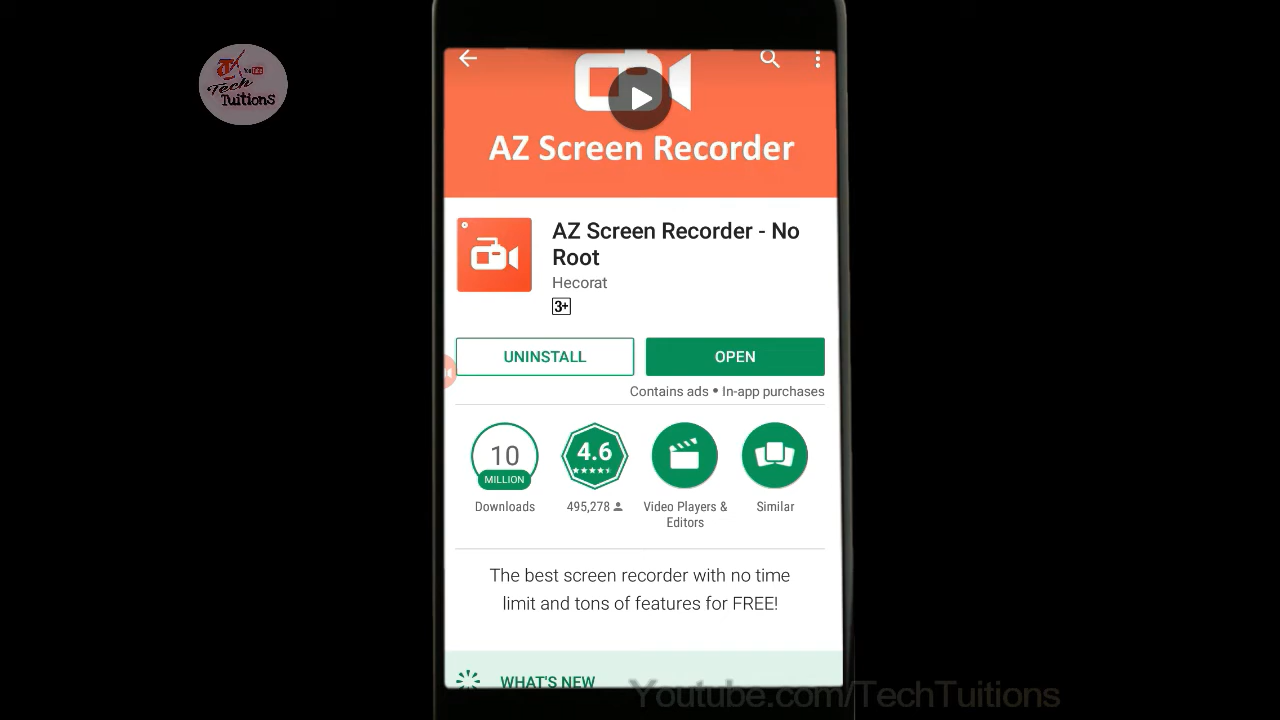 YouTube
Tech
Tuitions
AZ Screen Recorder
AZ Screen Recorder - No
Root
Hecorat
3+
UNINSTALL
OPEN
Contains ads • In-app purchases
10
MILLION
Downloads
4.6
495,278
Video Players &
Editors
Similar
The best screen recorder with no time
limit and tons of features for FREE!
WHAT'S NEW
Youtube.com/TechTuitions